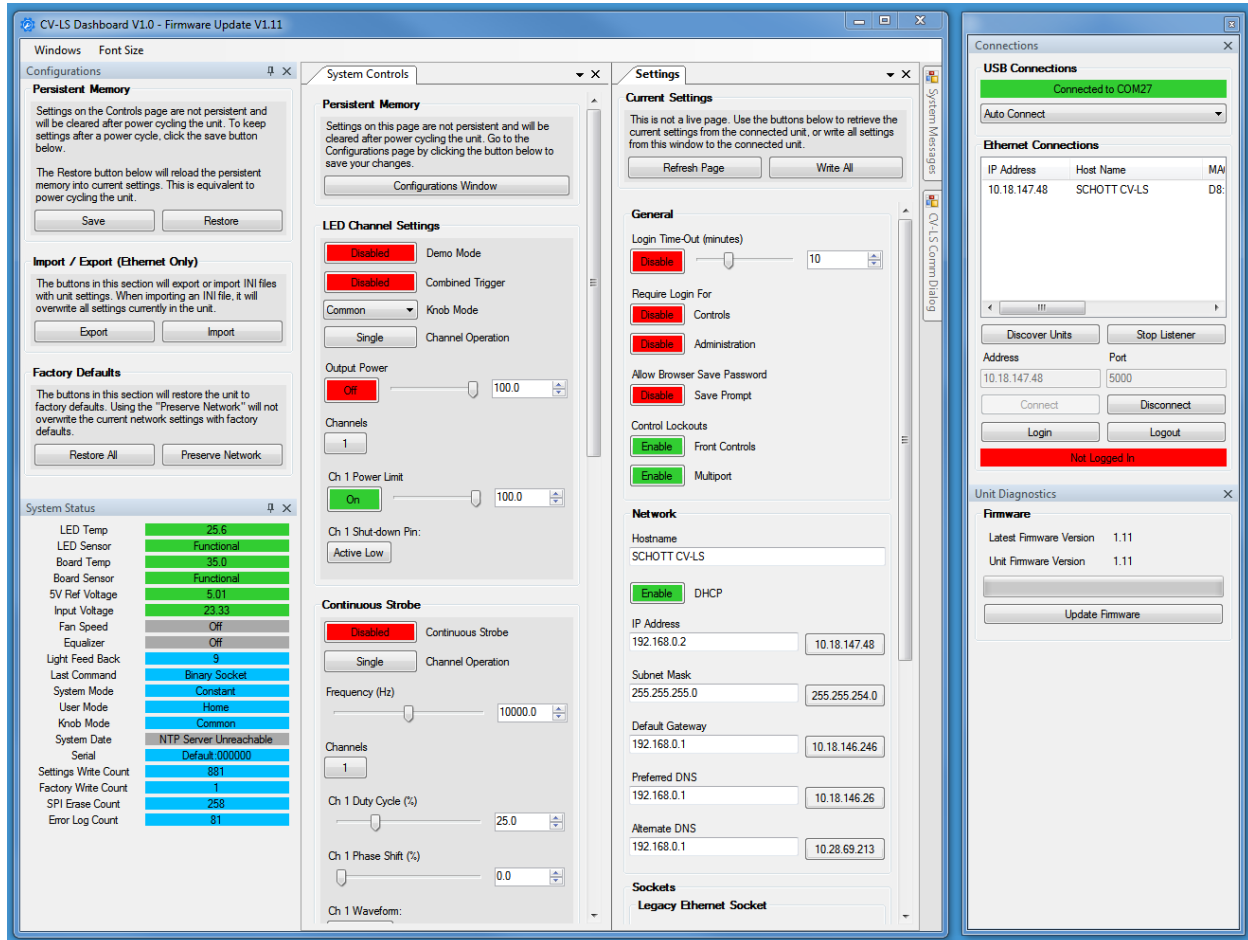 CV-LS Dashboard V1.0 - Firmware Update V1.11
Windows Font Size
Configurations
Persistent Memory
Settings on the Controls page are not persistent and
will be cleared after power cycling the unit. To keep
settings after a power cycle, click the save button
below.
The Restore button below will reload the persistent
memory into current settings. This is equivalent to
power cycling the unit.
Save Restore
Import / Export (Ethernet Only)
The buttons in this section will export or import INI files
with unit settings. When importing an INI file, it will
overwrite all settings currently in the unit.
Export Import
Factory Defaults
The buttons in this section will restore the unit to
factory defaults. Using the "Preserve Network" will not
overwrite the current network settings with factory
defaults.
Restore All Preserve Network
System Status
LED Temp 25.6
LED Sensor Functional
Board Temp 35.0
Board Sensor Functional
5V Ref Voltage 5.01
Input Voltage 23.33
Fan Speed Off
Equalizer Off
Light Feed Back 9
Last Command Binary Socket
System Mode Constant
User Mode Home
Knob Mode Common
System Date NTP Server Unreachable
Serial Default:000000
Settings Write Count 881
Factory Write Count 1
SPI Erase Count 258
Error Log Count 81
System Controls
Persistent Memory
Settings on this page are not persistent and will be
cleared after power cycling the unit. Go to the
Configurations page by clicking the button below to
save your changes.
Configurations Window
LED Channel Settings
Disabled Demo Mode
Disabled Combined Trigger
Common Knob Mode
Single Channel Operation
Output Power
Off 100.0
Channels
1
Ch 1 Power Limit
On 100.0
Ch 1 Shut-down Pin:
Active Low
Continuous Strobe
Disabled Continuous Strobe
Single Channel Operation
Frequency (Hz)
10000.0
Channels
1
Ch 1 Duty Cycle (%)
25.0
Ch 1 Phase Shift (%)
0.0
Ch 1 Waveform:
Settings
Current Settings
This is not a live page. Use the buttons below to retrieve the
current settings from the connected unit, or write all settings
from this window to the connected unit.
Refresh Page Write All
General
Login Time-Out (minutes)
Disable 10
Require Login For
Disable Controls
Disable Administration
Allow Browser Save Password
Disable Save Prompt
Control Lockouts
Enable Front Controls
Enable Multiport
Network
Hostname
SCHOTT CV-LS
Enable DHCP
IP Address
192.168.0.2 10.18.147.48
Subnet Mask
255.255.255.0 255.255.254.0
Default Gateway
192.168.0.1 10.18.146.246
Preferred DNS
192.168.0.1 10.18.146.26
Alternate DNS
192.168.0.1 10.28.69.213
Sockets
Legacy Ethernet Socket
System Messages
CV-LS Comm Dialog
Connections
USB Connections
Connected to COM27
Auto Connect
Ethernet Connections
IP Address Host Name MA
10.18.147.48 SCHOTT CV-LS D8:
Discover Units Stop Listener
Address Port
10.18.147.48 5000
Connect Disconnect
Login Logout
Not Logged In
Unit Diagnostics
Firmware
Latest Firmware Version 1.11
Unit Firmware Version 1.11
Update Firmware